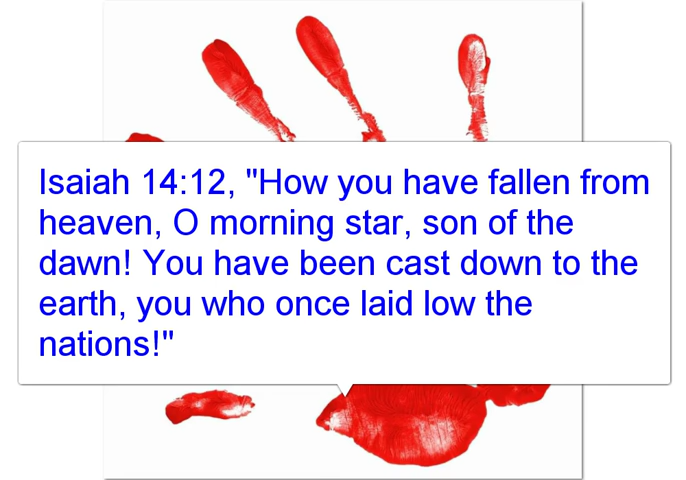 Isaiah 14:12, "How you have fallen from
heaven, O morning star, son of the
dawn! You have been cast down to the
earth, you who once laid low the
nations!"